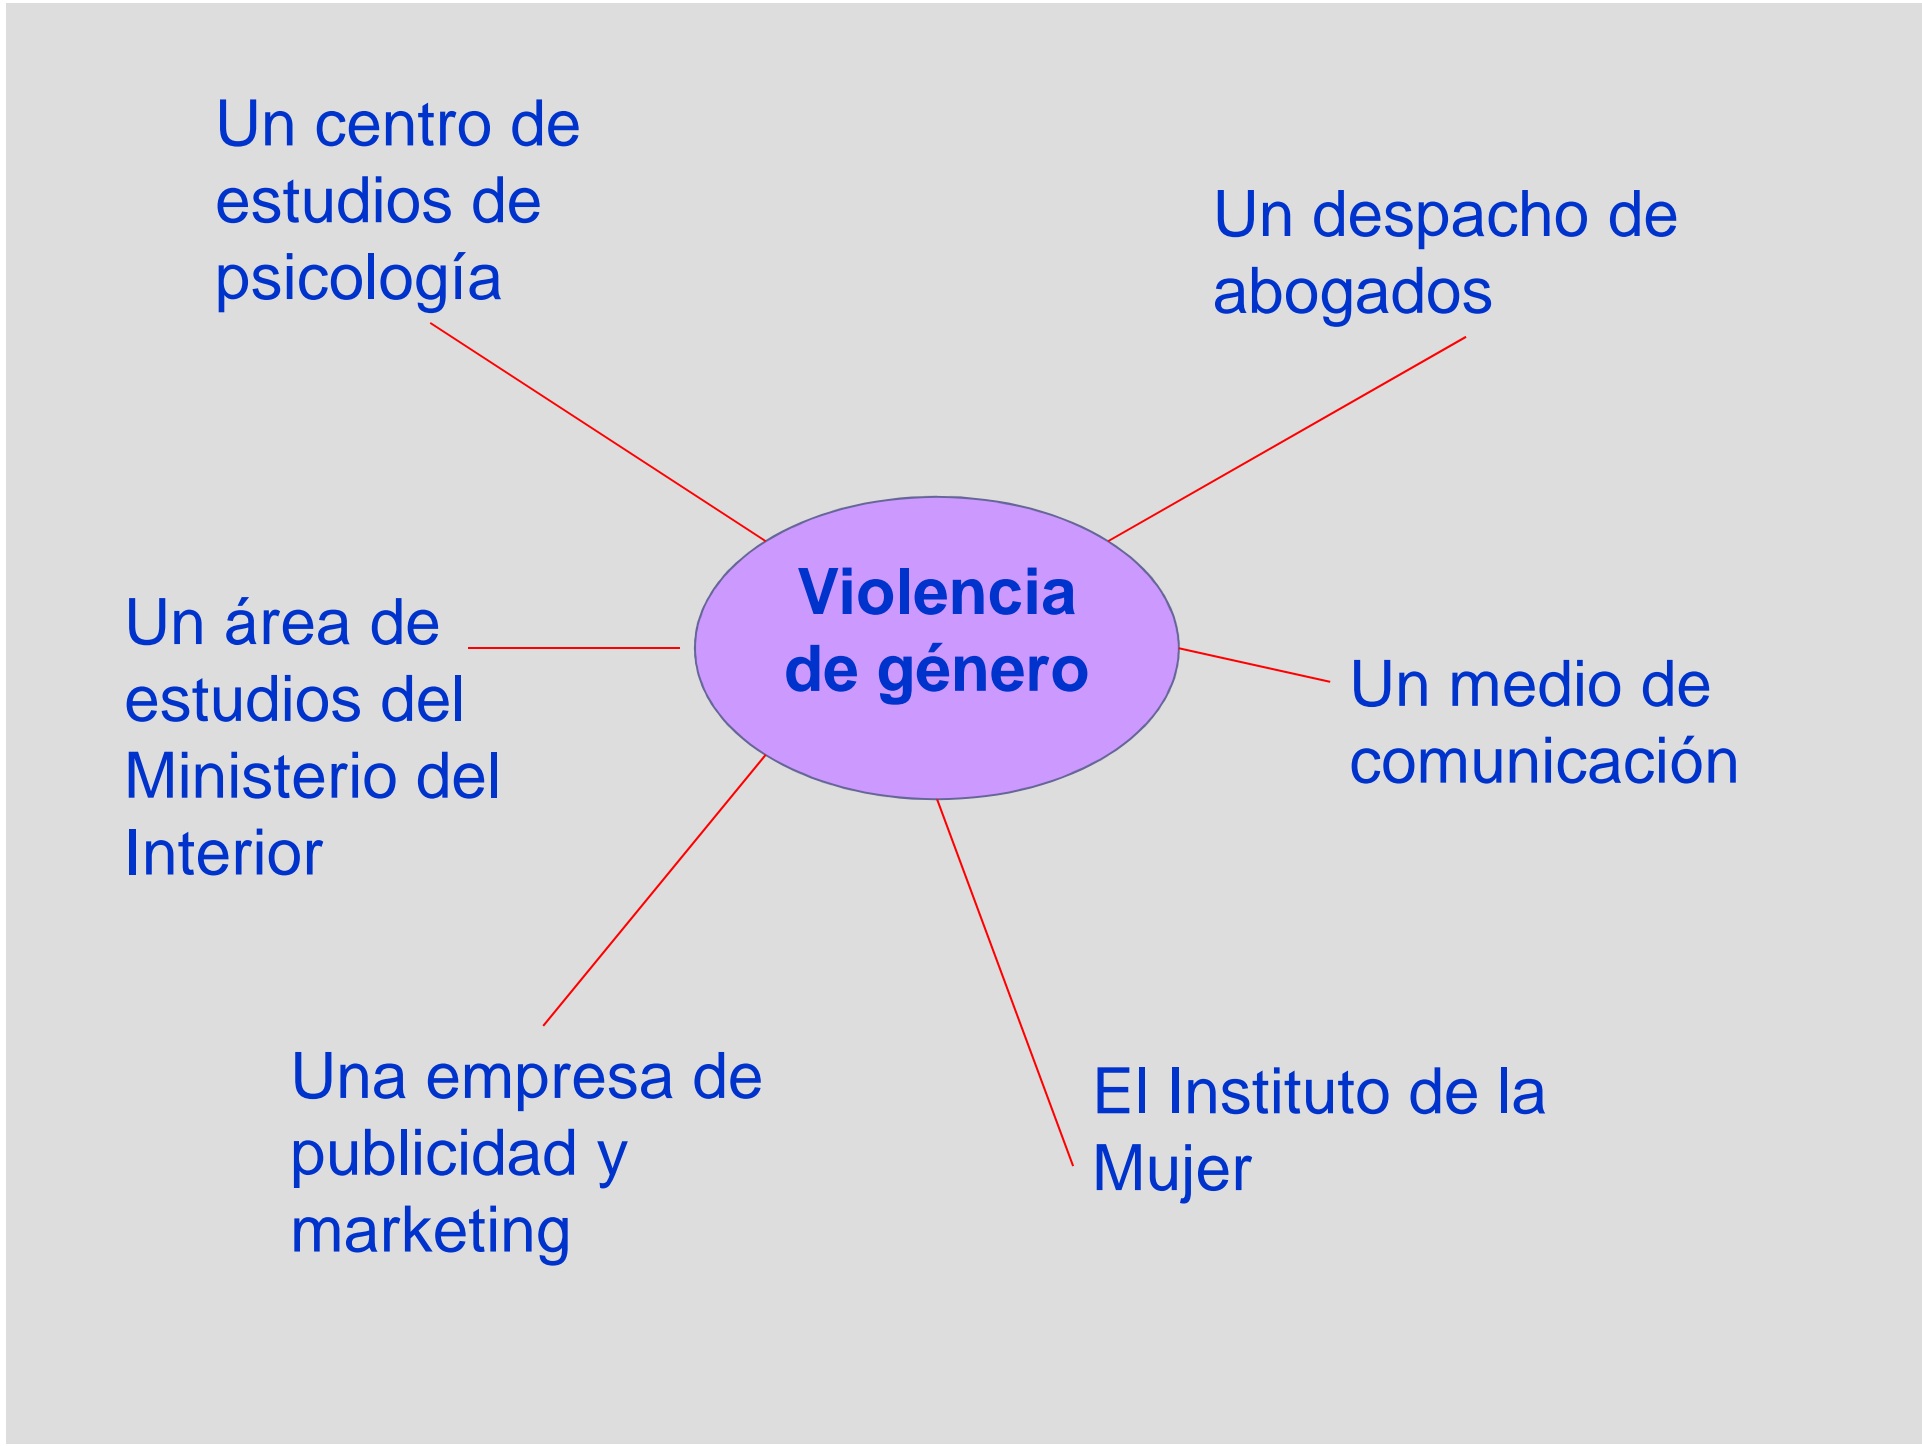 Un centro de
estudios de
psicología
Un despacho de
abogados
Violencia
de género
Un área de
estudios del
Ministerio del
Interior
Un medio de
comunicación
Una empresa de
publicidad y
marketing
El Instituto de la
Mujer